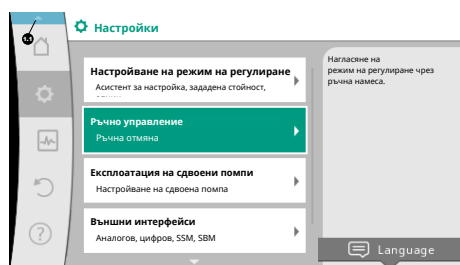 1.1
Настройки
Настройване на режим на регулиране
Асистент за настройка, зададена стойност,
Ръчно управление
Ръчна отмяна
Експлоатация на сдвоени помпи
Настройване на сдвоена помпа
Външни интерфейси
Аналогов, цифров, SSM, SBM
Нагласяне на
режим на регулиране чрез
ръчна намеса.
Language